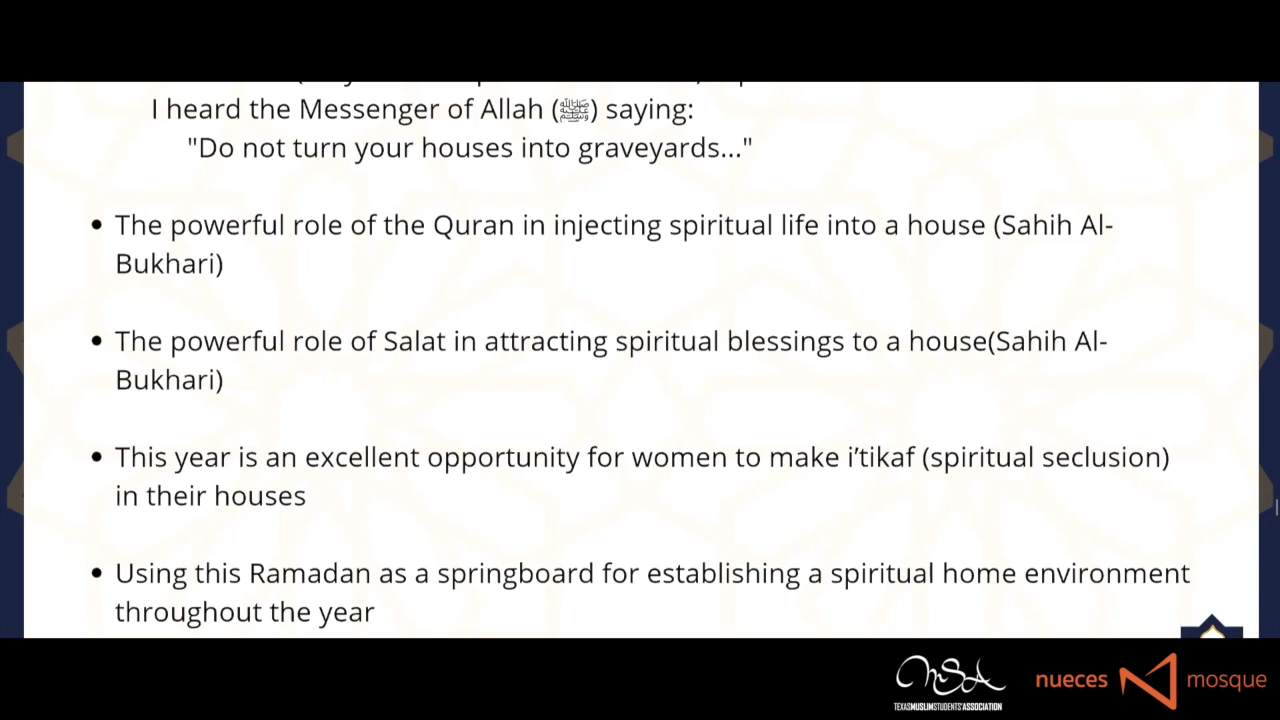 I heard the Messenger of Allah (ﷺ) saying:
"Do not turn your houses into graveyards..."
• The powerful role of the Quran in injecting spiritual life into a house (Sahih Al-
Bukhari)
• The powerful role of Salat in attracting spiritual blessings to a house(Sahih Al-
Bukhari)
• This year is an excellent opportunity for women to make i’tikaf (spiritual seclusion)
in their houses
• Using this Ramadan as a springboard for establishing a spiritual home environment
throughout the year
MSA
TEXASMUSLIMSTUDENTS'ASSOCIATION
nueces mosque